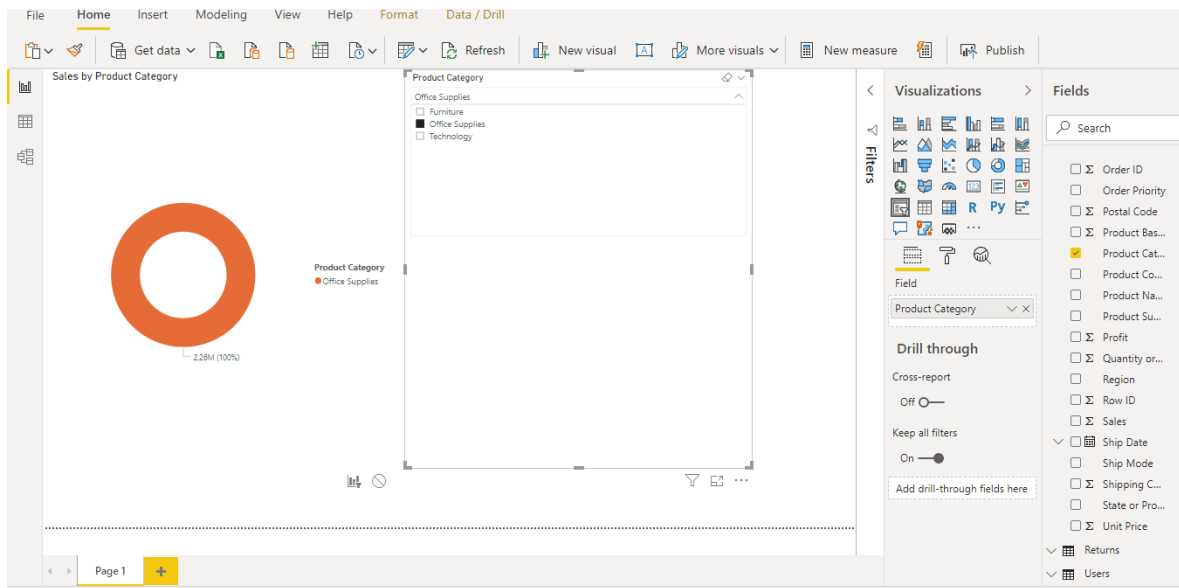 File Home Insert Modeling View Help Format Data / Drill
Get data Refresh New visual More visuals New measure Publish
Sales by Product Category
Product Category
Office Supplies
Furniture
Office Supplies
Technology
Product Category
Office Supplies
2.26M (100%)
Filters
Visualizations
R Py
Field
Product Category
Drill through
Cross-report
Off
Keep all filters
On
Add drill-through fields here
Fields
Search
Order ID
Order Priority
Postal Code
Product Bas...
Product Cat...
Product Co...
Product Na...
Product Su...
Profit
Quantity or...
Region
Row ID
Sales
Ship Date
Ship Mode
Shipping C...
State or Pro...
Unit Price
Returns
Users
Page 1